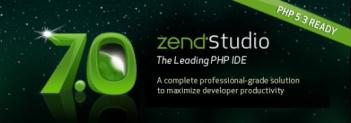 PHP 5.3 READY
7.0
zend studio
The Leading PHP IDE
A complete professional-grade solution
to maximize developer productivity